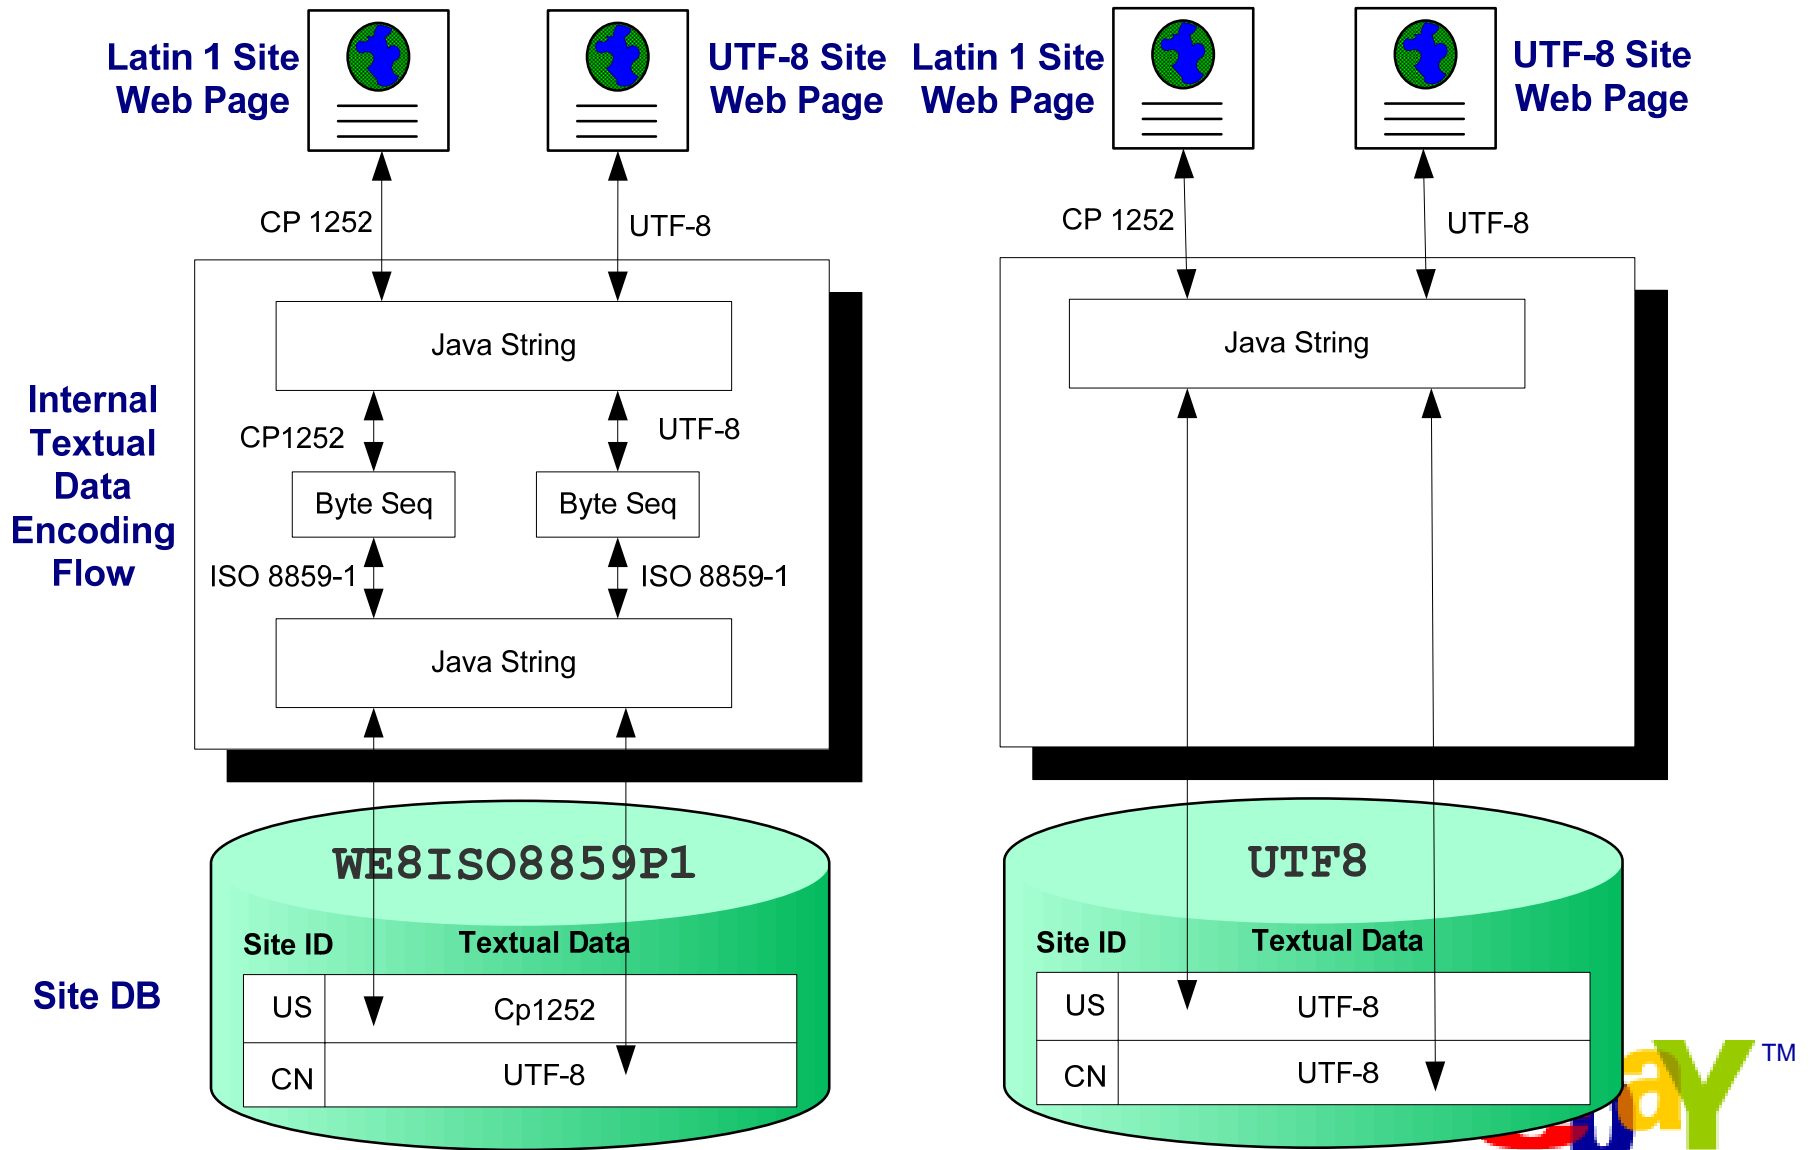 Latin 1 Site
Web Page
UTF-8 Site
Web Page
Latin 1 Site
Web Page
UTF-8 Site
Web Page
CP 1252
UTF-8
CP 1252
UTF-8
Java String
Java String
Internal
Textual
Data
Encoding
Flow
CP1252
UTF-8
Byte Seq
Byte Seq
ISO 8859-1
ISO 8859-1
Java String
WE8ISO8859P1
UTF8
Site ID
Textual Data
Site ID
Textual Data
Site DB
US
Cp1252
US
UTF-8
CN
UTF-8
CN
UTF-8
ebaY
TM